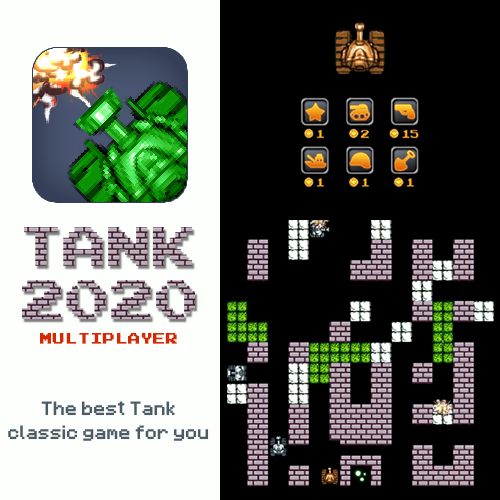 TANK
2020
MULTIPLAYER
The best Tank
classic game for you
1 2 15
1 1 1